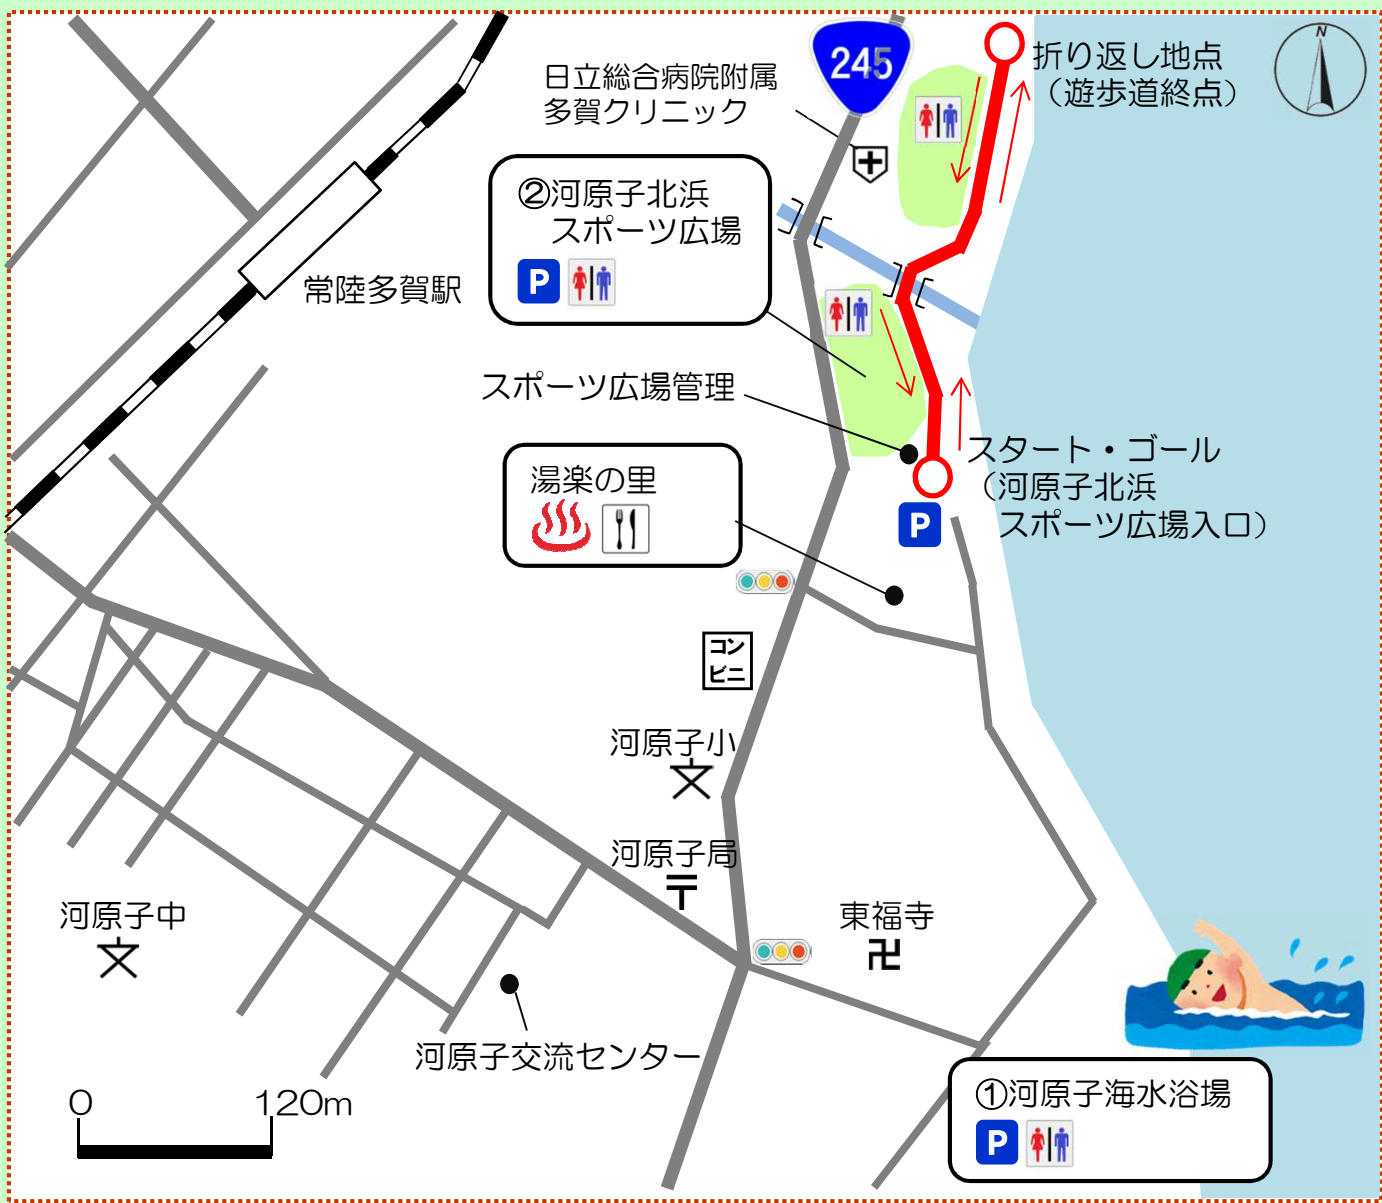 N
245
折り返し地点
（遊歩道終点）
日立総合病院附属
多賀クリニック
②河原子北浜
スポーツ広場
P
常陸多賀駅
スポーツ広場管理
スタート・ゴール
（河原子北浜
スポーツ広場入口）
P
湯楽の里
コン
ビニ
河原子小
河原子局
東福寺
河原子中
河原子交流センター
0 120m
①河原子海水浴場
P